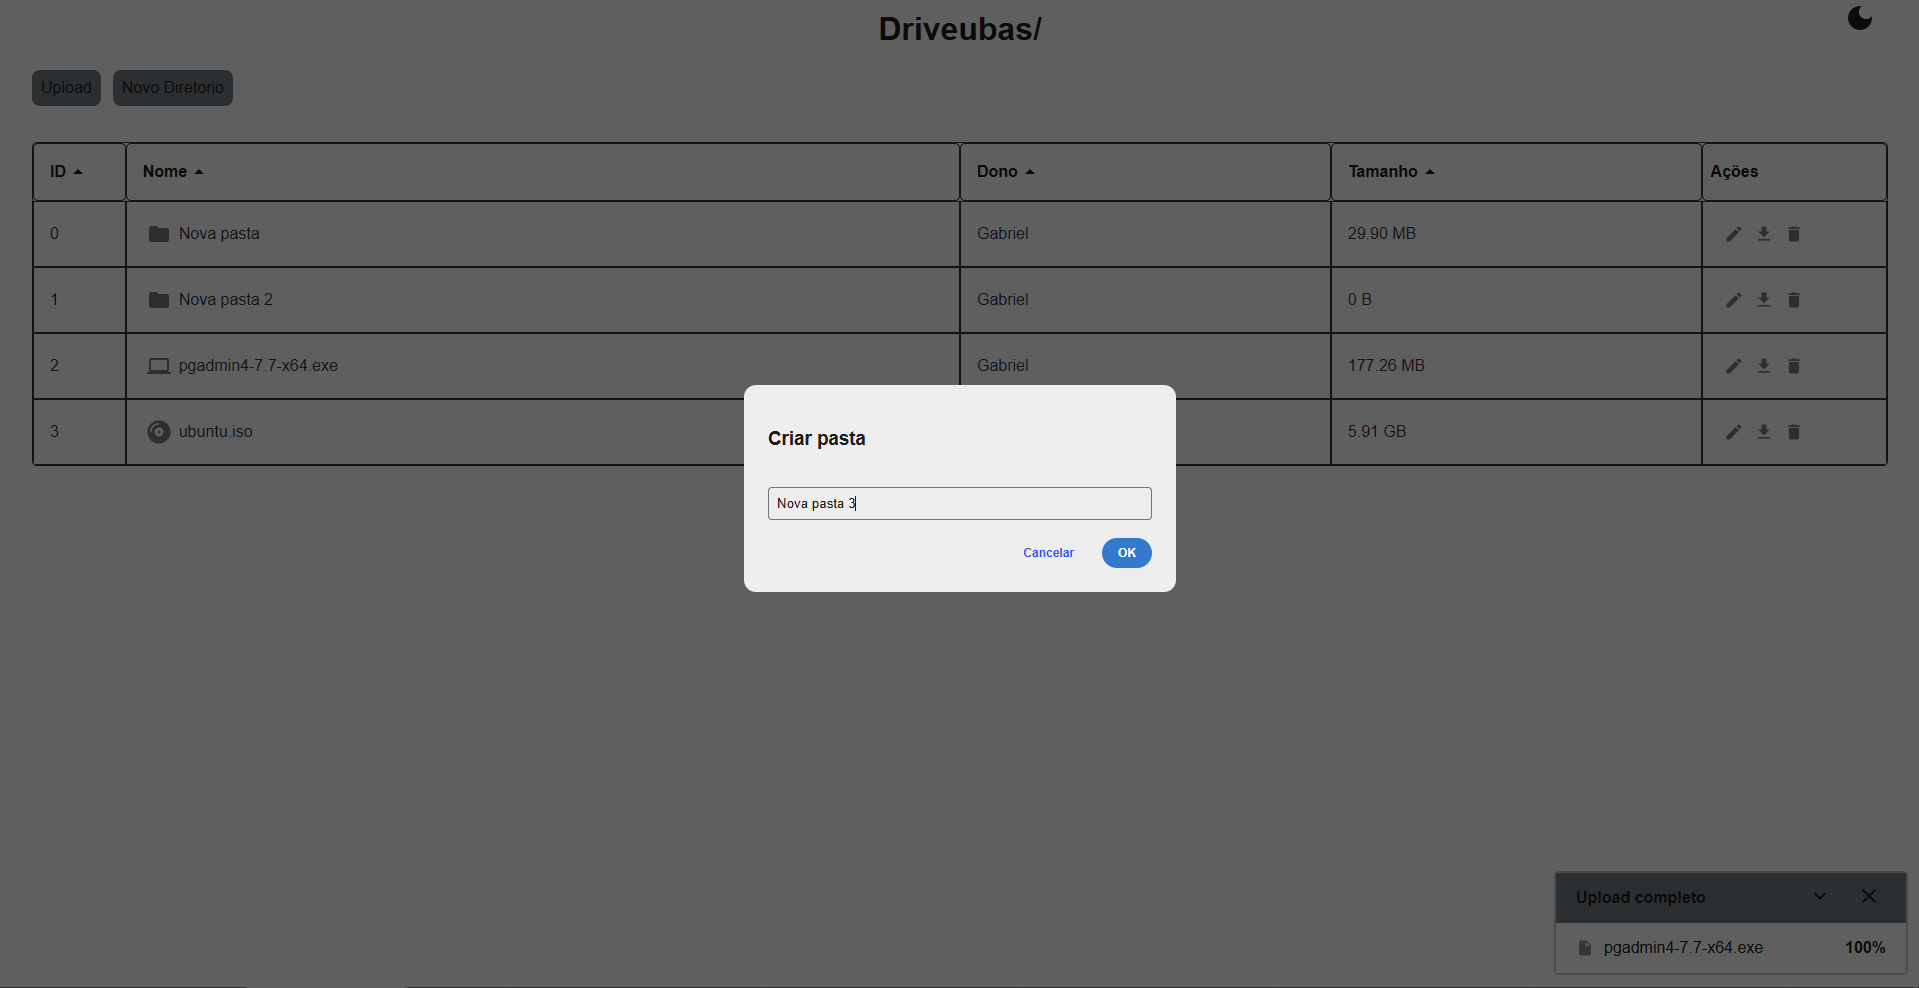 Driveubas/
Upload Novo Diretorio
ID Nome Dono Tamanho Ações
0 Nova pasta Gabriel 29.90 MB
1 Nova pasta 2 Gabriel 0 B
2 pgadmin4-7.7-x64.exe Gabriel 177.26 MB
3 ubuntu.iso 5.91 GB
Criar pasta
Nova pasta 3
Cancelar OK
Upload completo
pgadmin4-7.7-x64.exe 100%